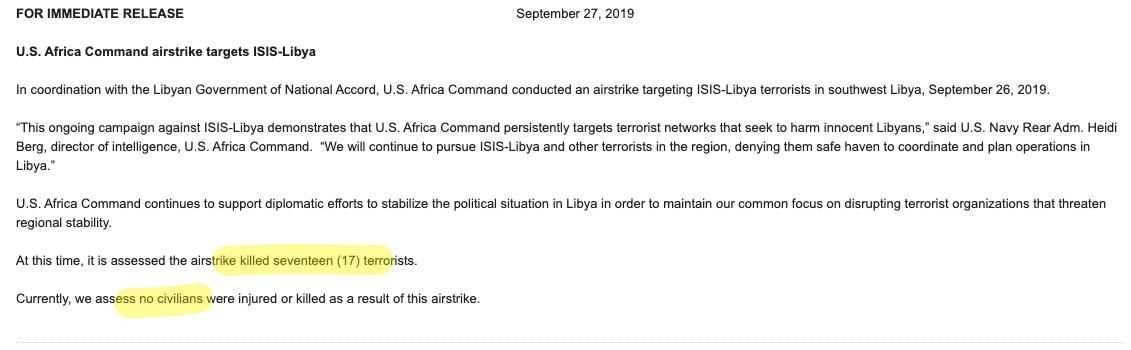 FOR IMMEDIATE RELEASE September 27, 2019
U.S. Africa Command airstrike targets ISIS-Libya
In coordination with the Libyan Government of National Accord, U.S. Africa Command conducted an airstrike targeting ISIS-Libya terrorists in southwest Libya, September 26, 2019.
“This ongoing campaign against ISIS-Libya demonstrates that U.S. Africa Command persistently targets terrorist networks that seek to harm innocent Libyans,” said U.S. Navy Rear Adm. Heidi
Berg, director of intelligence, U.S. Africa Command. “We will continue to pursue ISIS-Libya and other terrorists in the region, denying them safe haven to coordinate and plan operations in
Libya.”
U.S. Africa Command continues to support diplomatic efforts to stabilize the political situation in Libya in order to maintain our common focus on disrupting terrorist organizations that threaten
regional stability.
At this time, it is assessed the airstrike killed seventeen (17) terrorists.
Currently, we assess no civilians were injured or killed as a result of this airstrike.